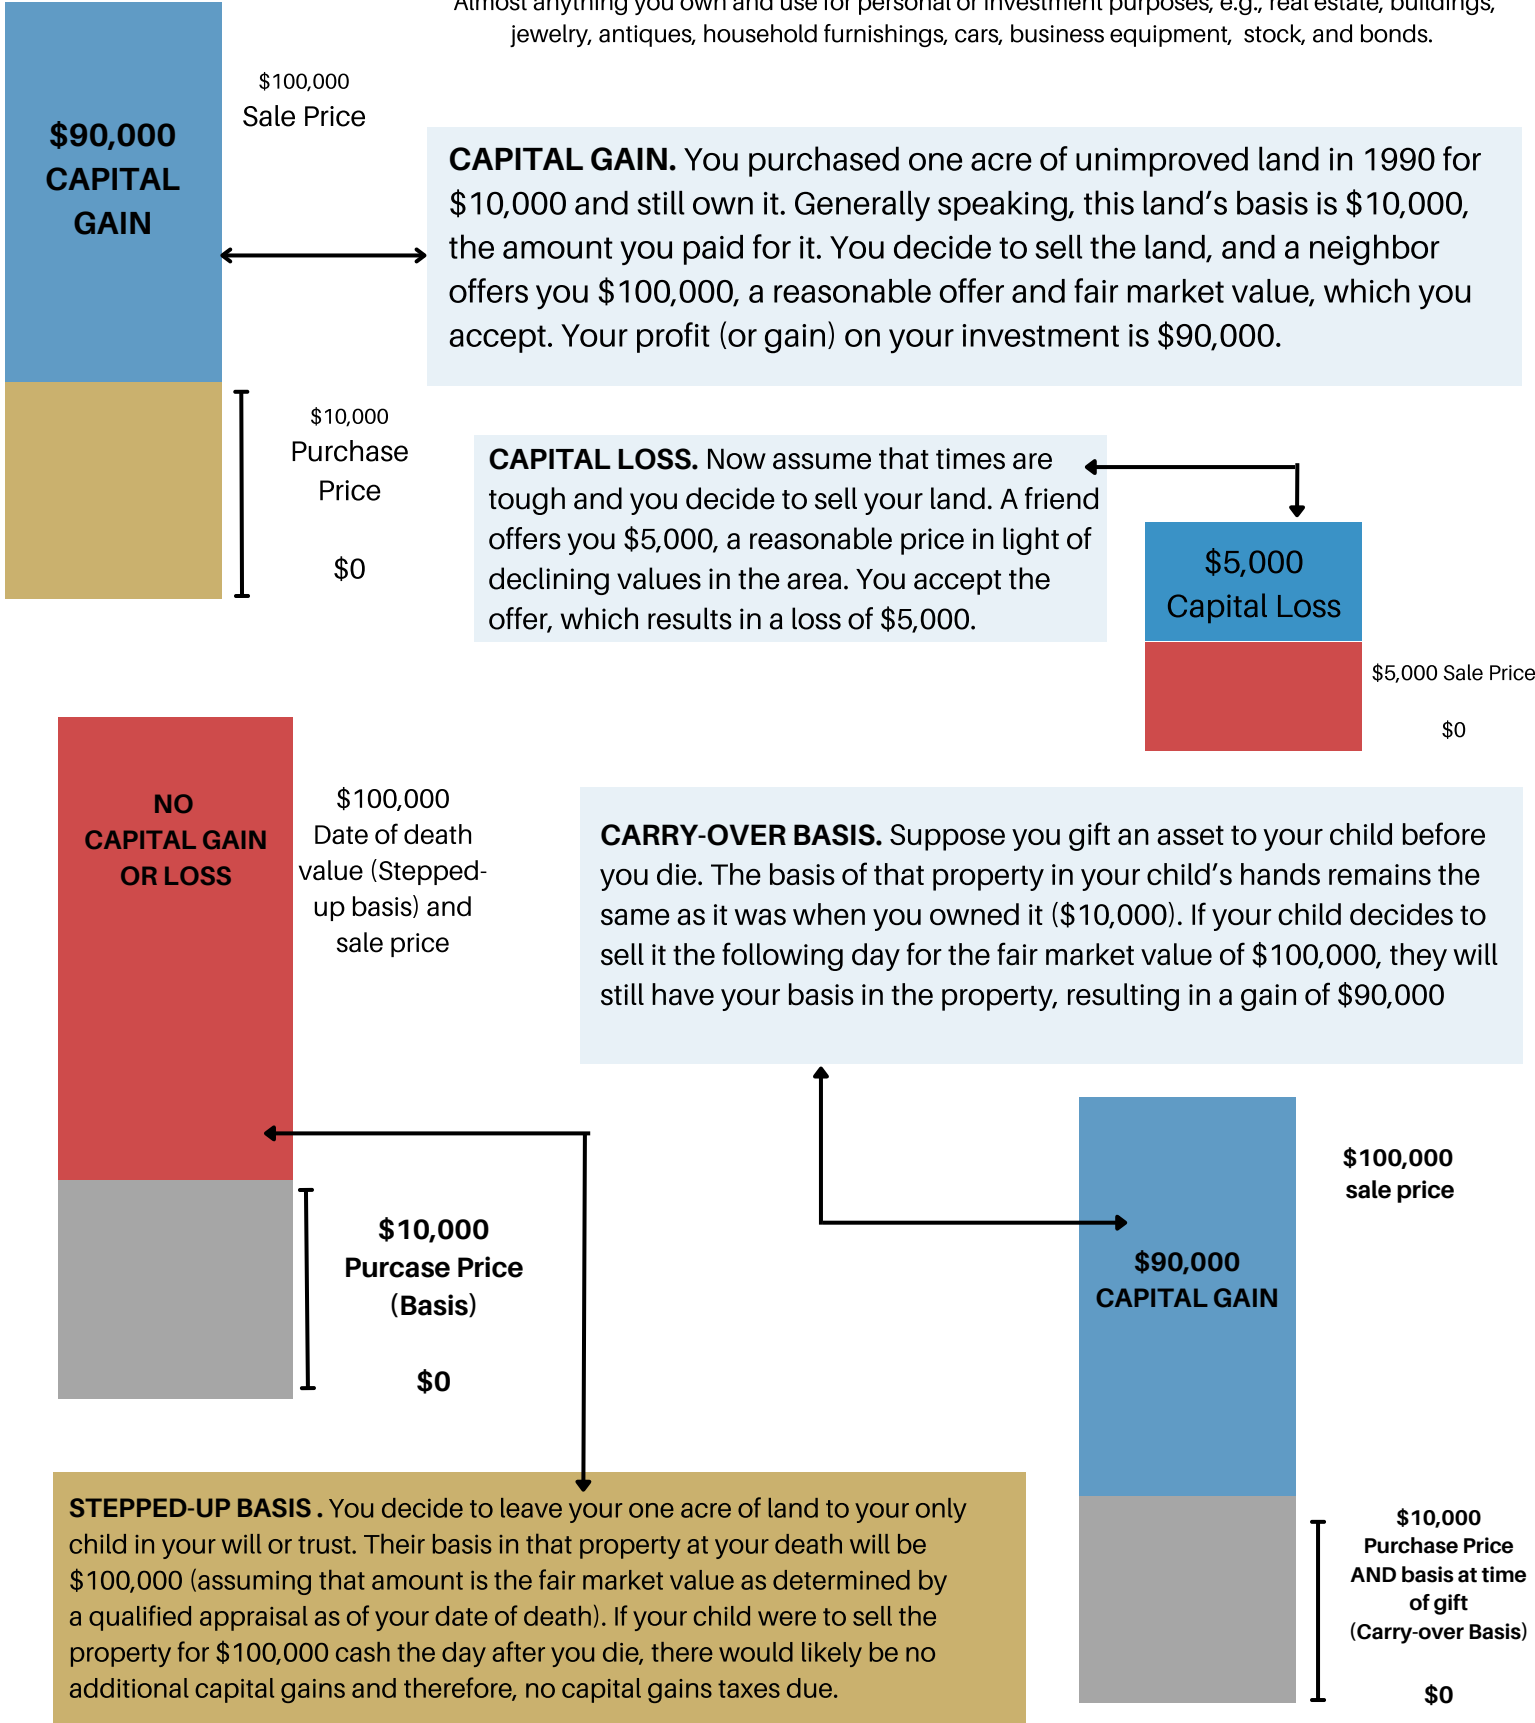 Almost anything you own and use for personal or investment purposes, e.g., real estate, buildings,
jewelry, antiques, household furnishings, cars, business equipment, stock, and bonds.
$100,000
Sale Price
$90,000
CAPITAL
GAIN
CAPITAL GAIN. You purchased one acre of unimproved land in 1990 for
$10,000 and still own it. Generally speaking, this land's basis is $10,000,
the amount you paid for it. You decide to sell the land, and a neighbor
offers you $100,000, a reasonable offer and fair market value, which you
accept. Your profit (or gain) on your investment is $90,000.
$10,000
Purchase
Price
$0
CAPITAL LOSS. Now assume that times are
tough and you decide to sell your land. A friend
offers you $5,000, a reasonable price in light of
declining values in the area. You accept the
offer, which results in a loss of $5,000.
$5,000
Capital Loss
$5,000 Sale Price
$0
NO
CAPITAL GAIN
OR LOSS
$100,000
Date of death
value (Stepped-
up basis) and
sale price
CARRY-OVER BASIS. Suppose you gift an asset to your child before
you die. The basis of that property in your child's hands remains the
same as it was when you owned it ($10,000). If your child decides to
sell it the following day for the fair market value of $100,000, they will
still have your basis in the property, resulting in a gain of $90,000
$10,000
Purcase Price
(Basis)
$0
$100,000
sale price
$90,000
CAPITAL GAIN
STEPPED-UP BASIS . You decide to leave your one acre of land to your only
child in your will or trust. Their basis in that property at your death will be
$100,000 (assuming that amount is the fair market value as determined by
a qualified appraisal as of your date of death). If your child were to sell the
property for $100,000 cash the day after you die, there would likely be no
additional capital gains and therefore, no capital gains taxes due.
$10,000
Purchase Price
AND basis at time
of gift
(Carry-over Basis)
$0